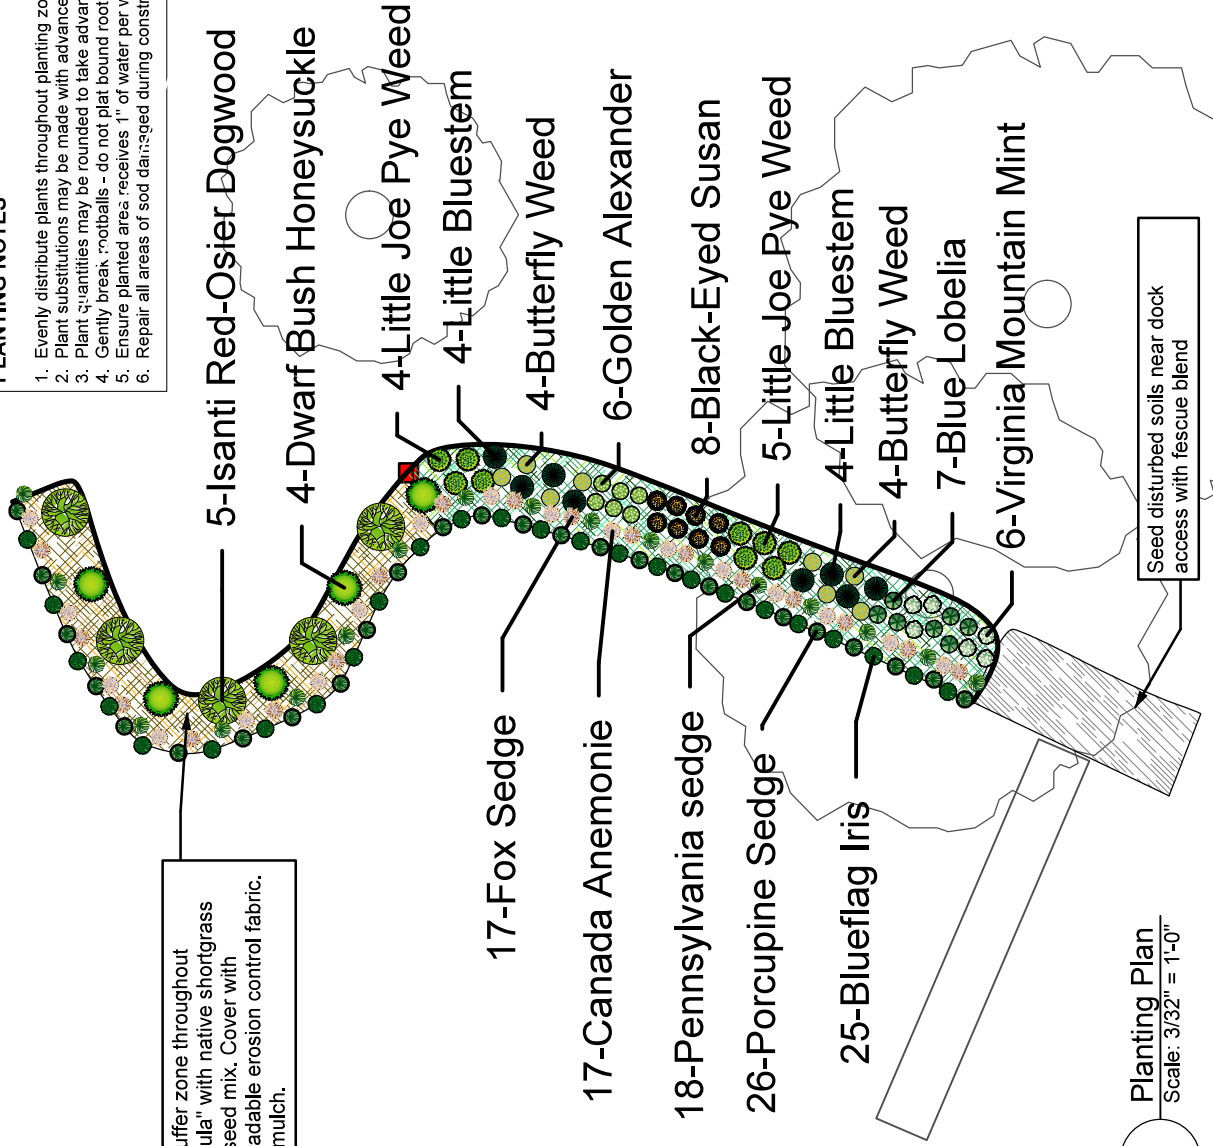 PLANTING NOTES
1. Evenly distribute plants throughout planting
2. Plant substitutions may be made with advance
3. Plant quantities may be rounded to take
4. Gently break rootballs - do not plat bound
5. Ensure planted area receives 1" of water per
6. Repair all areas of sod damaged during
5-Isanti Red-Osier Dogwood
4-Dwarf Bush Honeysuckle
4-Little Joe Pye Weed
4-Little Bluestem
4-Butterfly Weed
6-Golden Alexander
8-Black-Eyed Susan
5-Little Joe Pye Weed
4-Little Bluestem
4-Butterfly Weed
7-Blue Lobelia
6-Virginia Mountain Mint
Seed disturbed soils near dock
access with fescue blend
zone throughout
with native shortgrass
seed mix. Cover with
erosion control fabric.
mulch.
17-Fox Sedge
17-Canada Anemonie
18-Pennsylvania sedge
26-Porcupine Sedge
25-Blueflag Iris
Planting Plan
Scale: 3/32" = 1'-0"